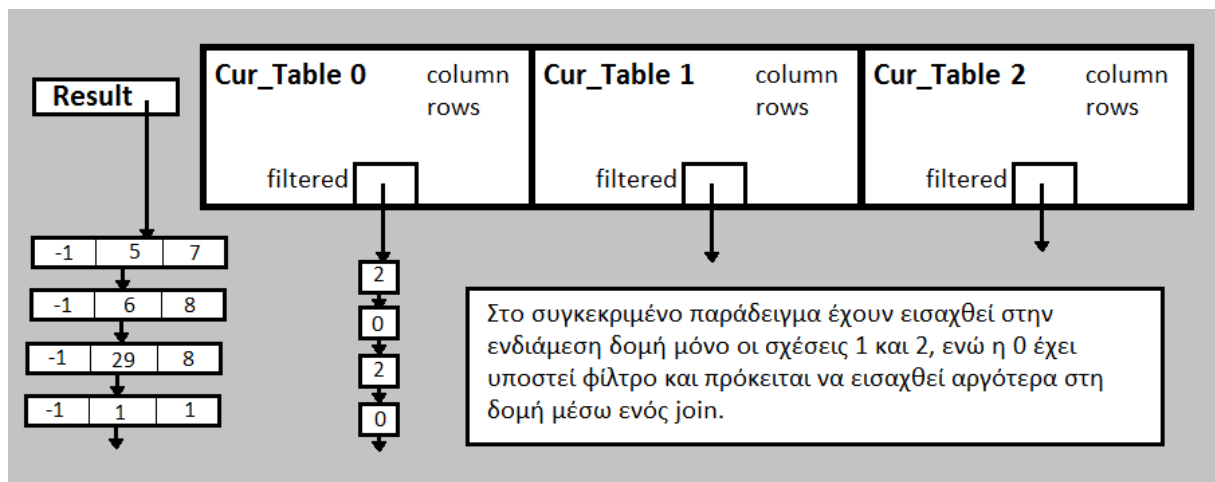 Result
-1 5 7
-1 6 8
-1 29 8
-1 1 1
Cur_Table 0 column
rows
filtered
2
0
2
0
Cur_Table 1 column
rows
filtered
Cur_Table 2 column
rows
filtered
Στο συγκεκριμένο παράδειγμα έχουν εισαχθεί στην
ενδιάμεση δομή μόνο οι σχέσεις 1 και 2, ενώ η 0 έχει
υποστεί φίλτρο και πρόκειται να εισαχθεί αργότερα στη
δομή μέσω ενός join.